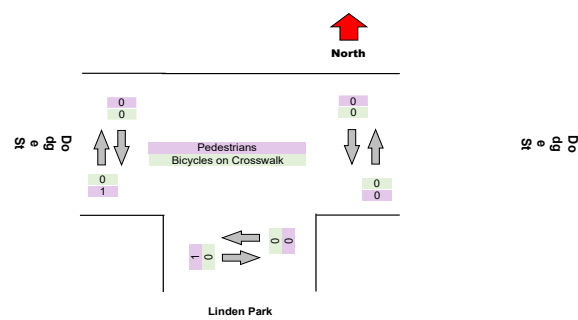 North
0
0
0
0
Do
dg
e
St
Pedestrians
Bicycles on Crosswalk
Do
dg
e
St
0
1
0
0
1
0
0
0
Linden Park